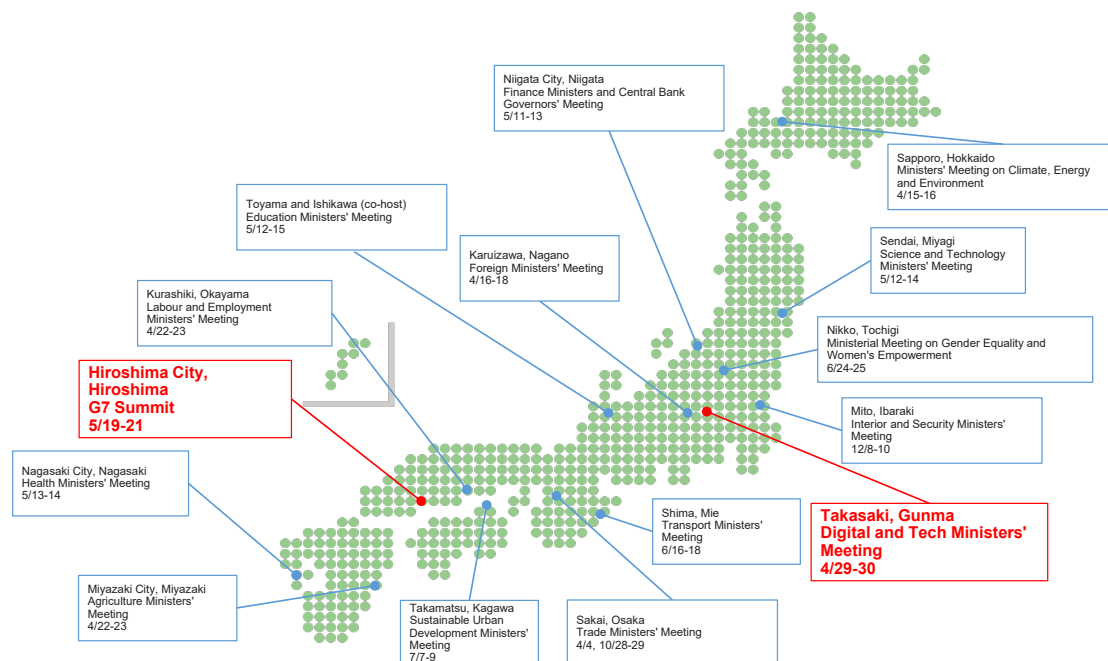 Niigata City, Niigata
Finance Ministers and Central Bank
Governors' Meeting
5/11-13
Sapporo, Hokkaido
Ministers' Meeting on Climate, Energy
and Environment
4/15-16
Toyama and Ishikawa (co-host)
Education Ministers' Meeting
5/12-15
Karuizawa, Nagano
Foreign Ministers' Meeting
4/16-18
Sendai, Miyagi
Science and Technology
Ministers' Meeting
5/12-14
Kurashiki, Okayama
Labour and Employment
Ministers' Meeting
4/22-23
Nikko, Tochigi
Ministerial Meeting on Gender Equality and
Women's Empowerment
6/24-25
Hiroshima City,
Hiroshima
G7 Summit
5/19-21
Mito, Ibaraki
Interior and Security Ministers'
Meeting
12/8-10
Nagasaki City, Nagasaki
Health Ministers' Meeting
5/13-14
Shima, Mie
Transport Ministers'
Meeting
6/16-18
Takasaki, Gunma
Digital and Tech Ministers'
Meeting
4/29-30
Miyazaki City, Miyazaki
Agriculture Ministers'
Meeting
4/22-23
Takamatsu, Kagawa
Sustainable Urban
Development Ministers'
Meeting
7/7-9
Sakai, Osaka
Trade Ministers' Meeting
4/4, 10/28-29